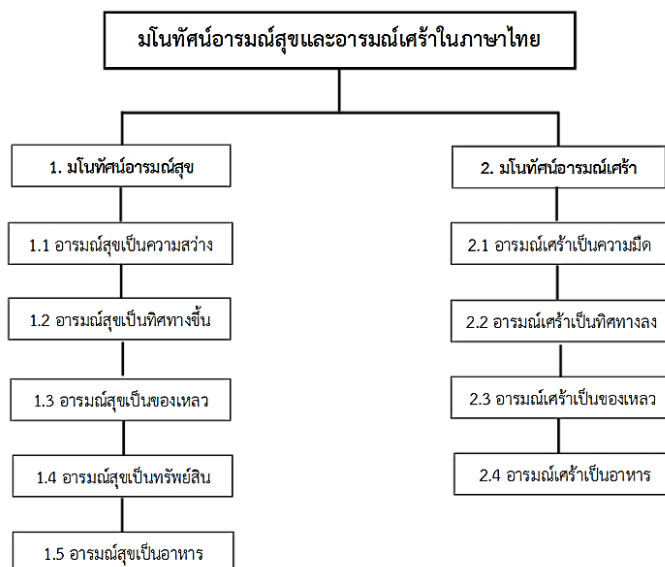 มโนทัศน์อารมณ์สุขและอารมณ์เศร้าในภาษาไทย
1. มโนทัศน์อารมณ์สุข
1.1 อารมณ์สุขเป็นความสว่าง
1.2 อารมณ์สุขเป็นทิศทางขึ้น
1.3 อารมณ์สุขเป็นของเหลว
1.4 อารมณ์สุขเป็นทรัพย์สิน
1.5 อารมณ์สุขเป็นอาหาร
2. มโนทัศน์อารมณ์เศร้า
2.1 อารมณ์เศร้าเป็นความมืด
2.2 อารมณ์เศร้าเป็นทิศทางลง
2.3 อารมณ์เศร้าเป็นของเหลว
2.4 อารมณ์เศร้าเป็นอาหาร